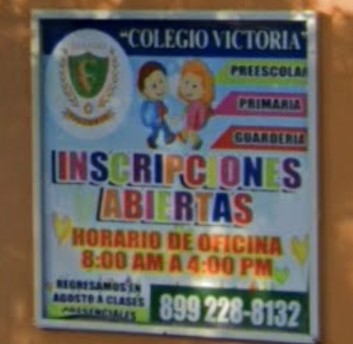 "COLEGIO VICTORIA"
PREESCOLAR
PRIMARIA
GUARDERIA
INSCRIPCIONES
ABIERTAS
HORARIO DE OFICINA
8:00 AM A 4:00 PM
REGRESAMOS EN
AGOSTO A CLASES
PRESENCIALES
899 228-8132